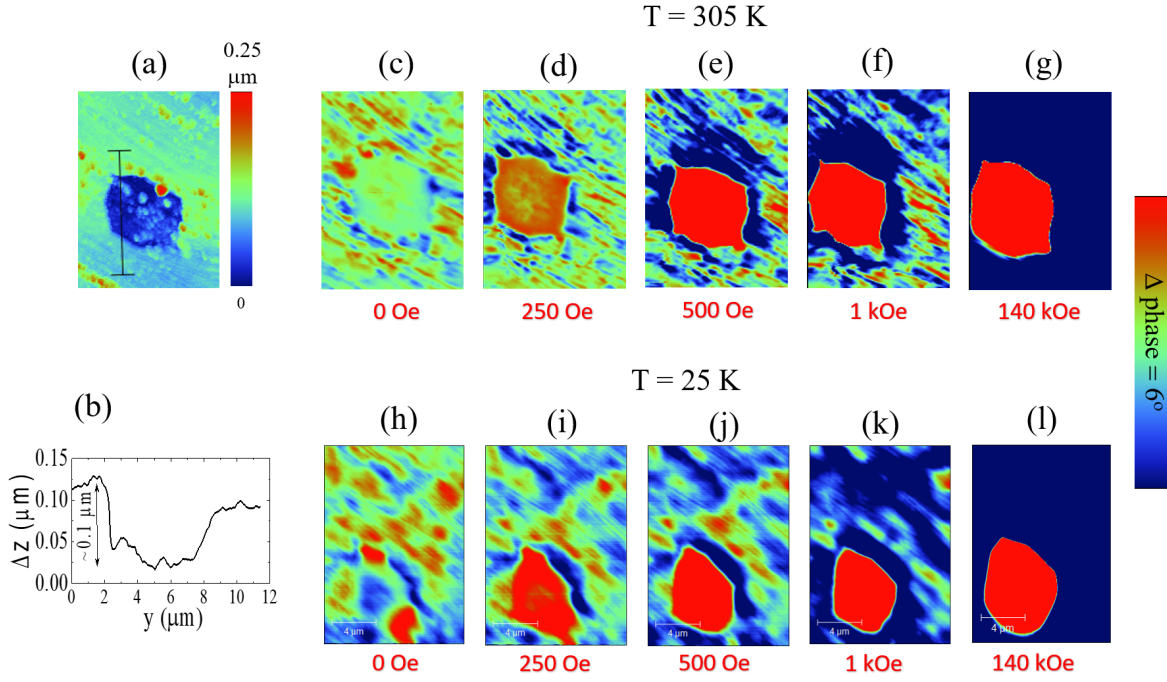 T = 305 K
0.25
μm
(a)
(c)
(d)
(e)
(f)
(g)
0
0 Oe
250 Oe
500 Oe
1 kOe
140 kOe
Δ phase = 6°
T = 25 K
(b)
(h)
(i)
(j)
(k)
(l)
0.15
0.10
0.05
0.00
Δz (μm)
~ 0.1 μm
0 2 4 6 8 10 12
y (μm)
4 μm
4 μm
4 μm
4 μm
4 μm
0 Oe
250 Oe
500 Oe
1 kOe
140 kOe